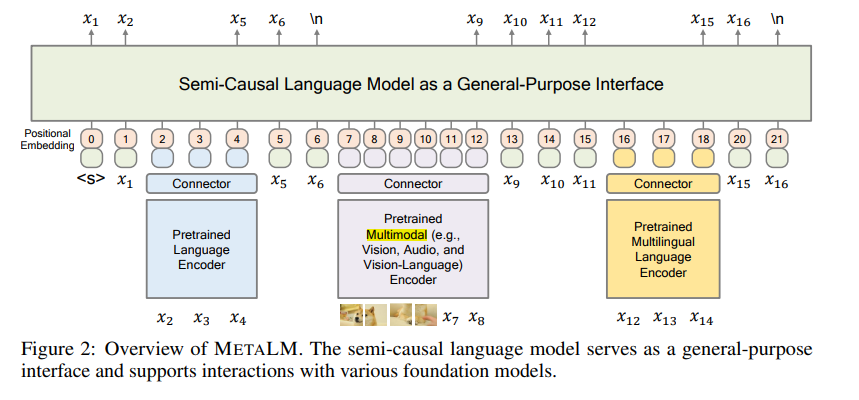 x1 x2 x5 x6 \n x9 x10 x11 x12 x15 x16 \n
Semi-Causal Language Model as a General-Purpose Interface
Positional
Embedding
0 1 2 3 4 5 6 7 8 9 10 11 12 13 14 15 16 17 18 20 21
<s> x1 Connector x5 x6 Connector x9 x10 x11 Connector x15 x16
Pretrained
Language
Encoder
Pretrained
Multimodal (e.g.,
Vision, Audio, and
Vision-Language)
Encoder
Pretrained
Multilingual
Language
Encoder
x2 x3 x4 x7 x8 x12 x13 x14
Figure 2: Overview of METALM. The semi-causal language model serves as a general-purpose
interface and supports interactions with various foundation models.